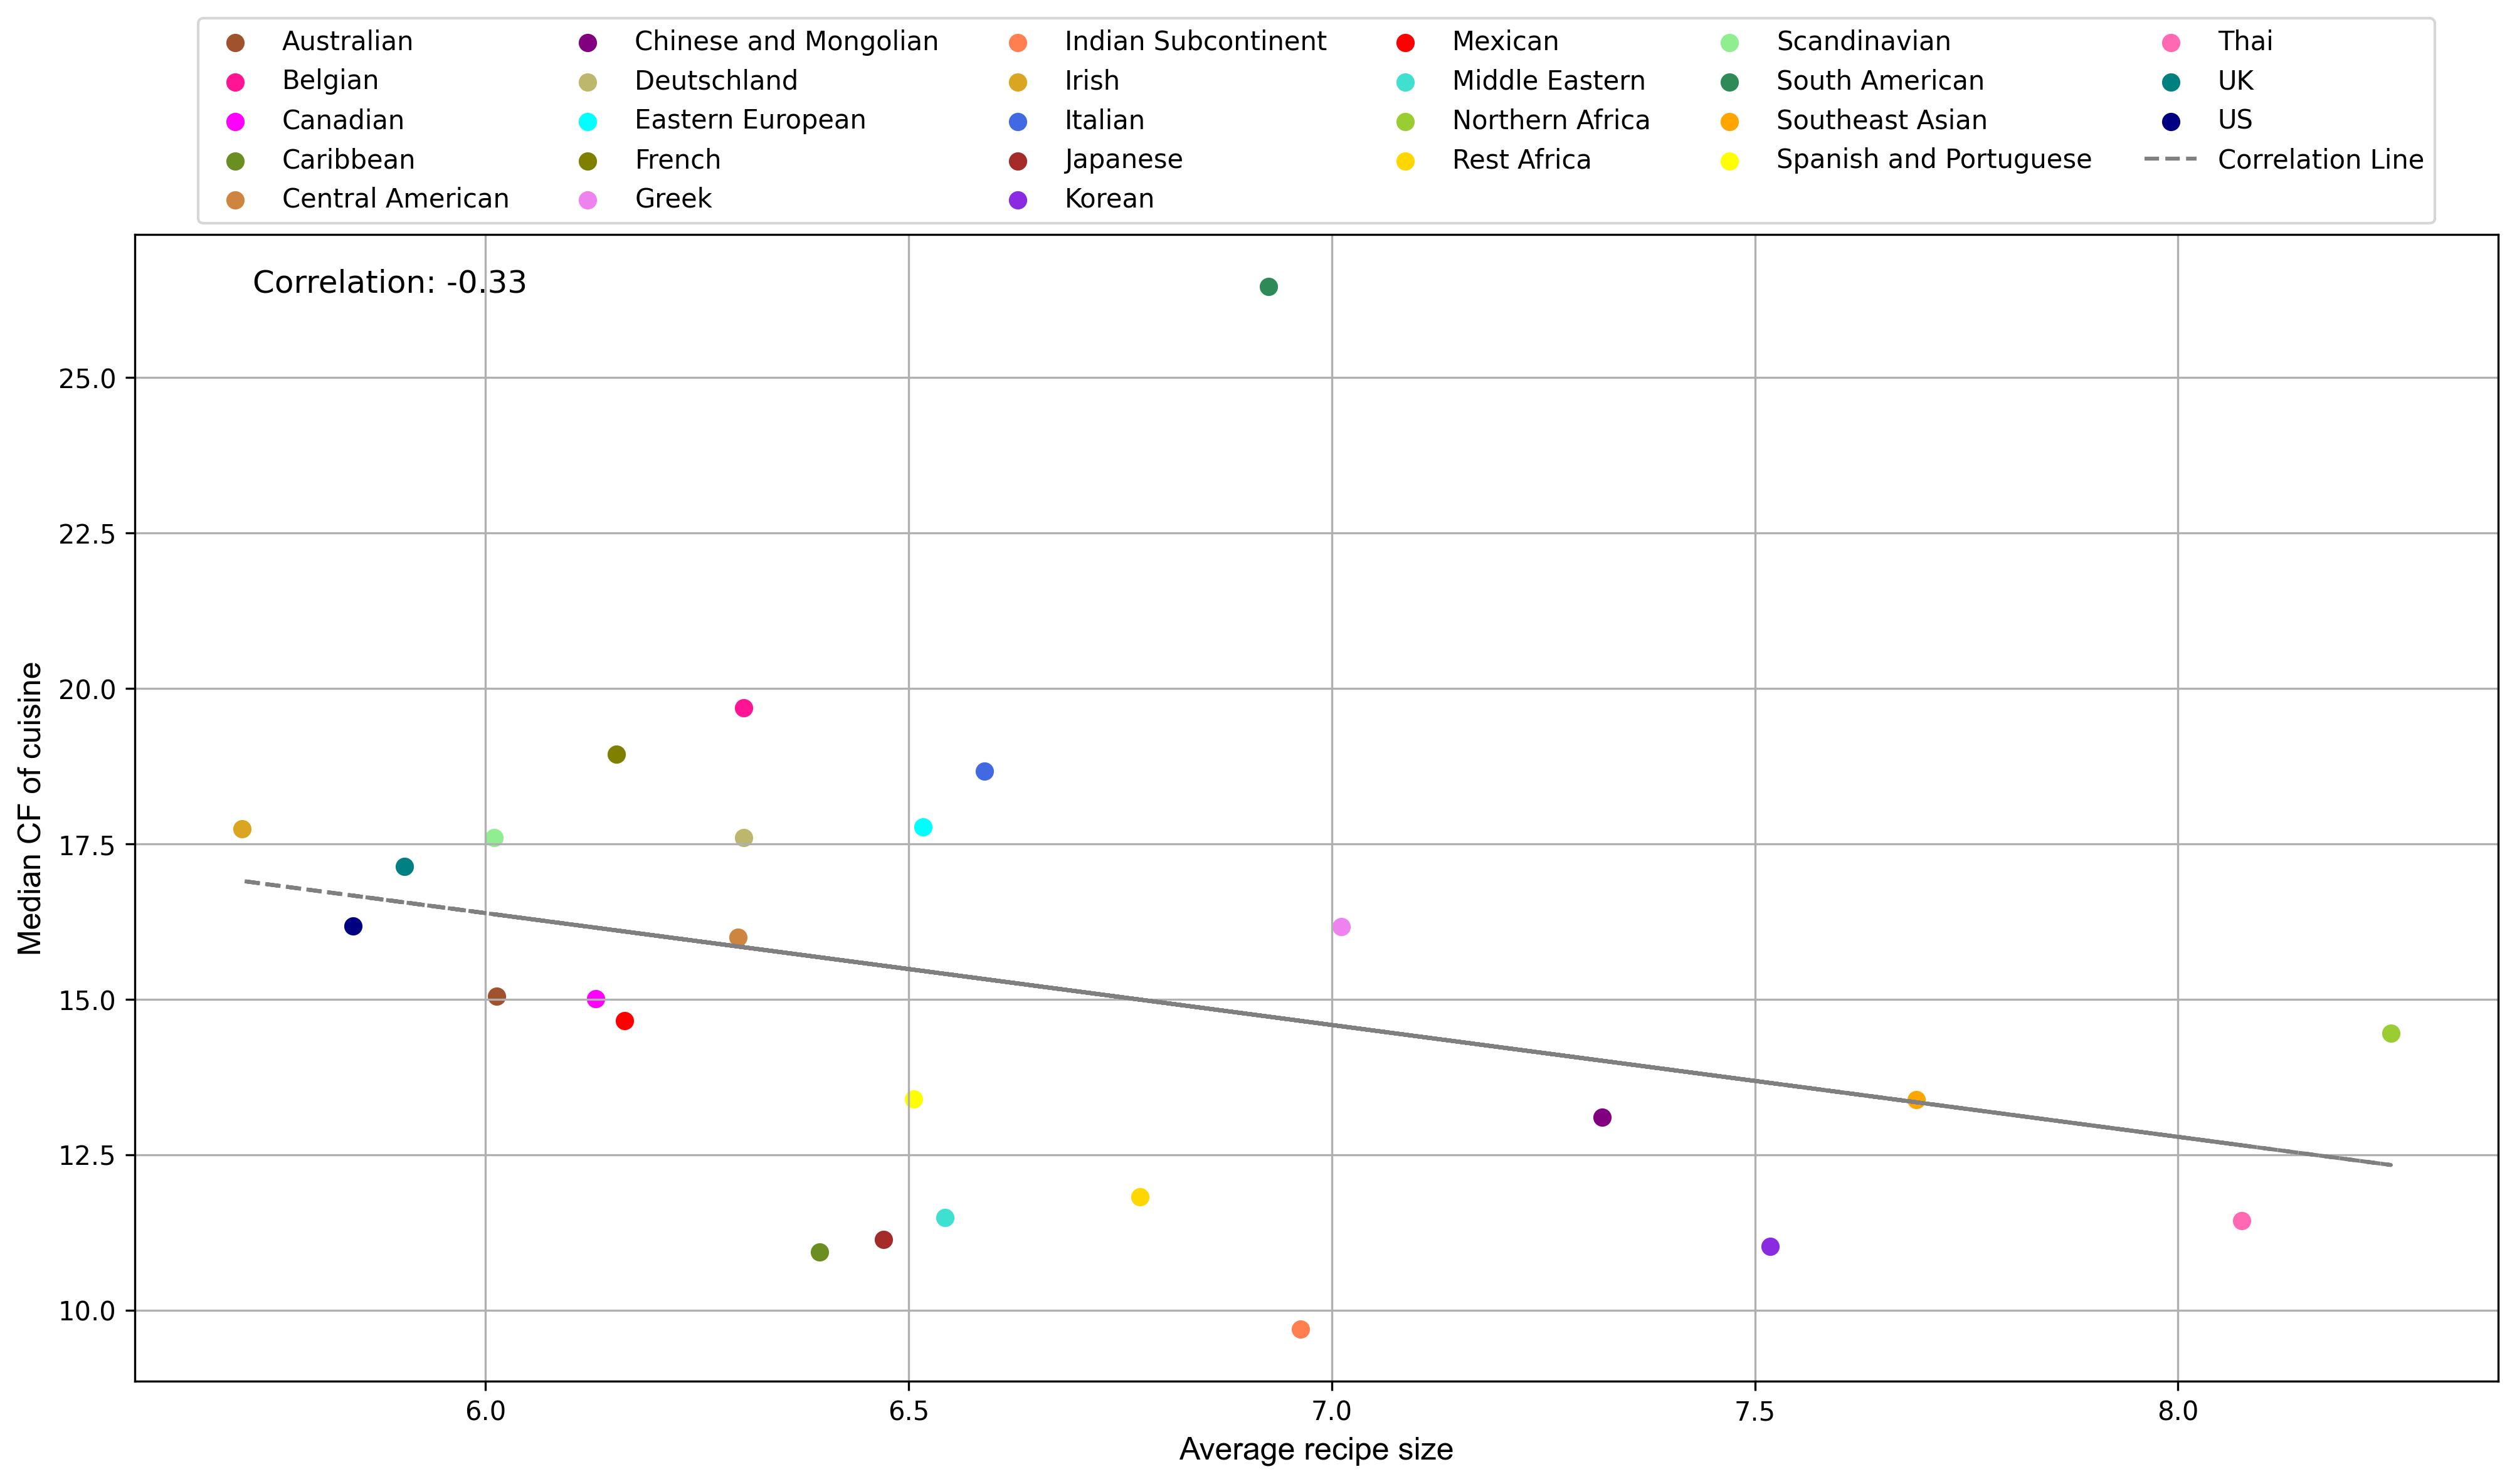 Australian
Belgian
Canadian
Caribbean
Central American
Chinese and Mongolian
Deutschland
Eastern European
French
Greek
Indian Subcontinent
Irish
Italian
Japanese
Korean
Mexican
Middle Eastern
Northern Africa
Rest Africa
Scandinavian
South American
Southeast Asian
Spanish and Portuguese
Thai
UK
US
Correlation Line
Correlation: -0.33
25.0
22.5
20.0
17.5
15.0
12.5
10.0
Median CF of cuisine
6.0
6.5
7.0
7.5
8.0
Average recipe size